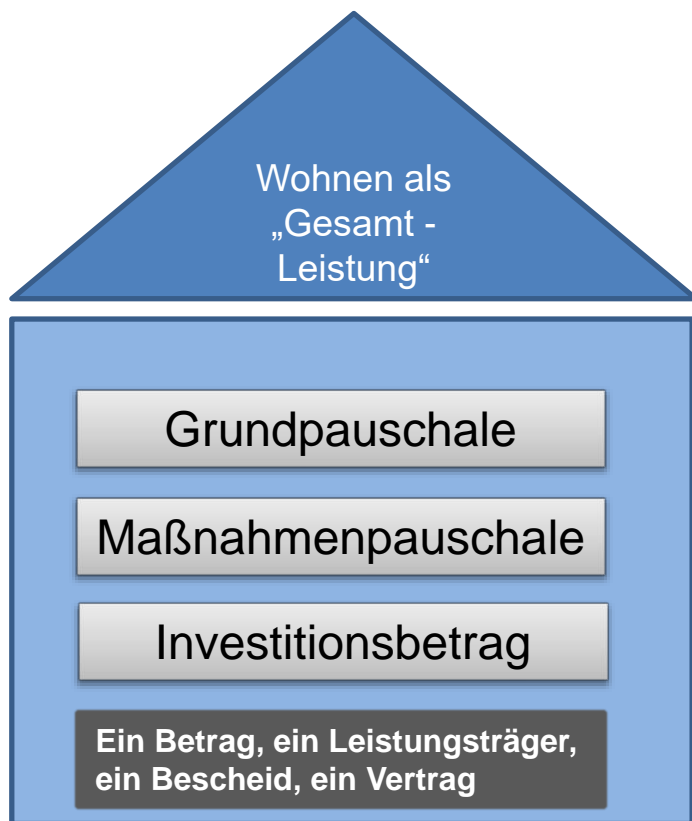 Wohnen als
„Gesamt -
Leistung“
Grundpauschale
Maßnahmenpauschale
Investitionsbetrag
Ein Betrag, ein Leistungsträger,
ein Bescheid, ein Vertrag